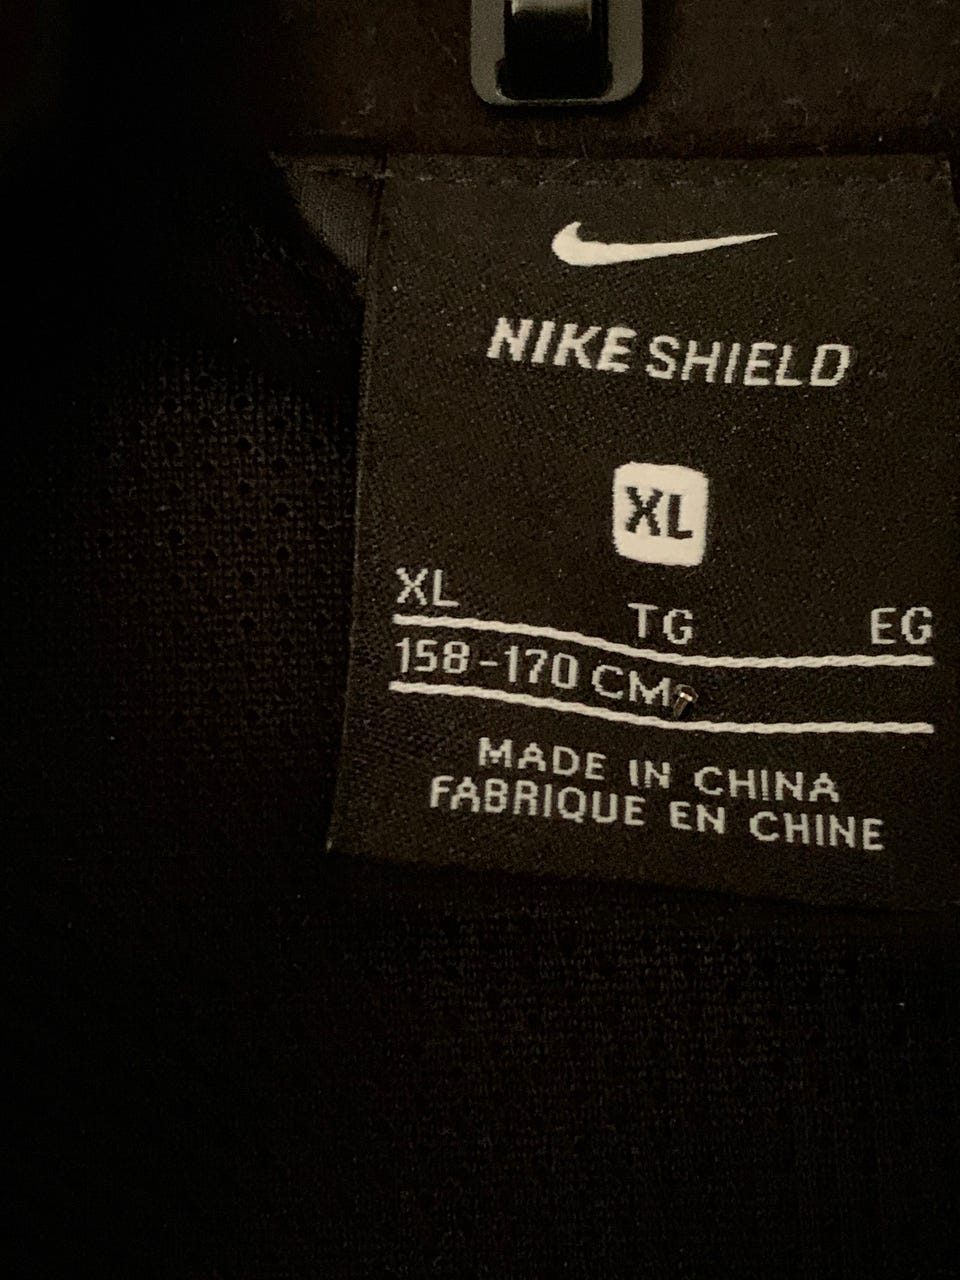 NIKE SHIELD
XL
XL TG EG
158-170 CM
MADE IN CHINA
FABRIQUE EN CHINE